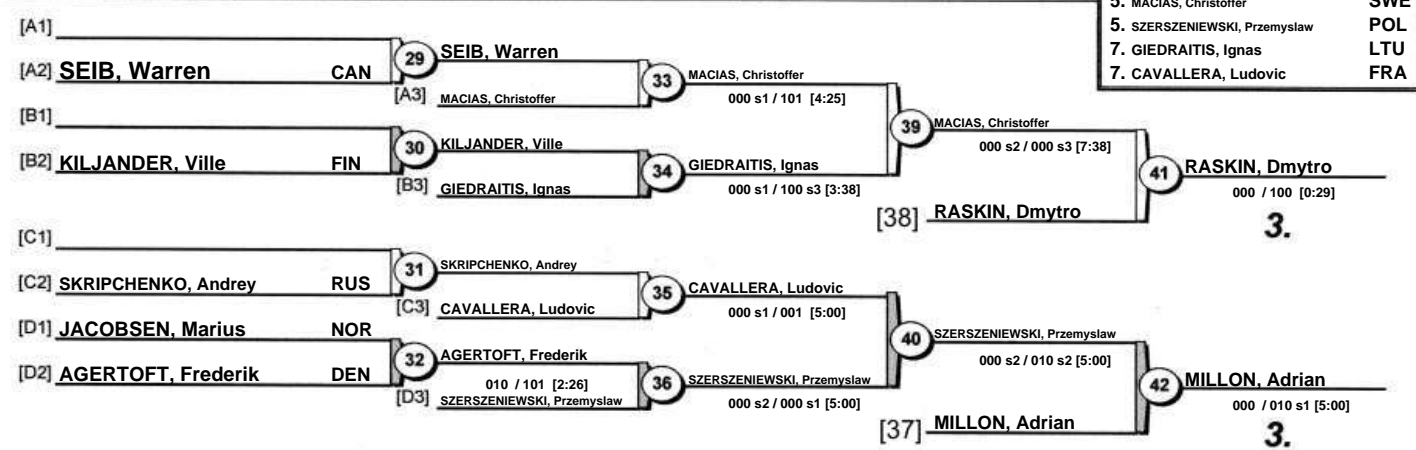 5. MACIAS, Christoffer SWE
5. SZERSZENIEWSKI, Przemyslaw POL
7. GIEDRAITIS, Ignas LTU
7. CAVALLERA, Ludovic FRA
[A1]
[A2] SEIB, Warren CAN
29
SEIB, Warren
[A3] MACIAS, Christoffer
33
MACIAS, Christoffer
000 s1 / 101 [4:25]
[B1]
[B2] KILJANDER, Ville FIN
30
KILJANDER, Ville
[B3] GIEDRAITIS, Ignas
34
GIEDRAITIS, Ignas
000 s1 / 100 s3 [3:38]
39
MACIAS, Christoffer
000 s2 / 000 s3 [7:38]
[38] RASKIN, Dmytro
41
RASKIN, Dmytro
000 / 100 [0:29]
3.
[C1]
[C2] SKRIPCHENKO, Andrey RUS
31
SKRIPCHENKO, Andrey
[C3] CAVALLERA, Ludovic
35
CAVALLERA, Ludovic
000 s1 / 001 [5:00]
[D1] JACOBSEN, Marius NOR
[D2] AGERTOFT, Frederik DEN
32
AGERTOFT, Frederik
010 / 101 [2:26]
[D3] SZERSZENIEWSKI, Przemyslaw
36
SZERSZENIEWSKI, Przemyslaw
000 s2 / 000 s1 [5:00]
40
SZERSZENIEWSKI, Przemyslaw
000 s2 / 010 s2 [5:00]
[37] MILLON, Adrian
42
MILLON, Adrian
000 / 010 s1 [5:00]
3.